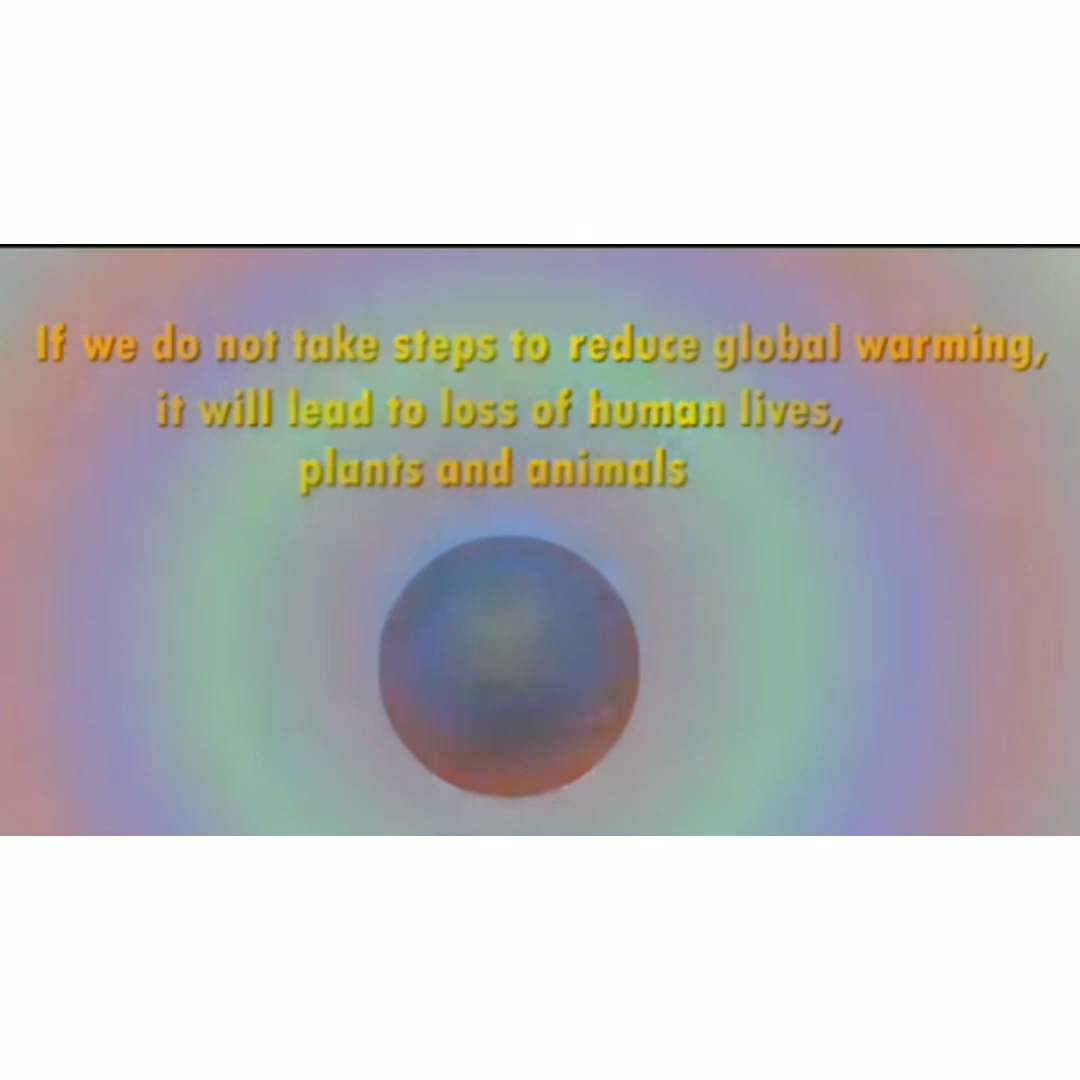 If we do not take steps to reduce global warming,
it will lead to loss of human lives,
plants and animals